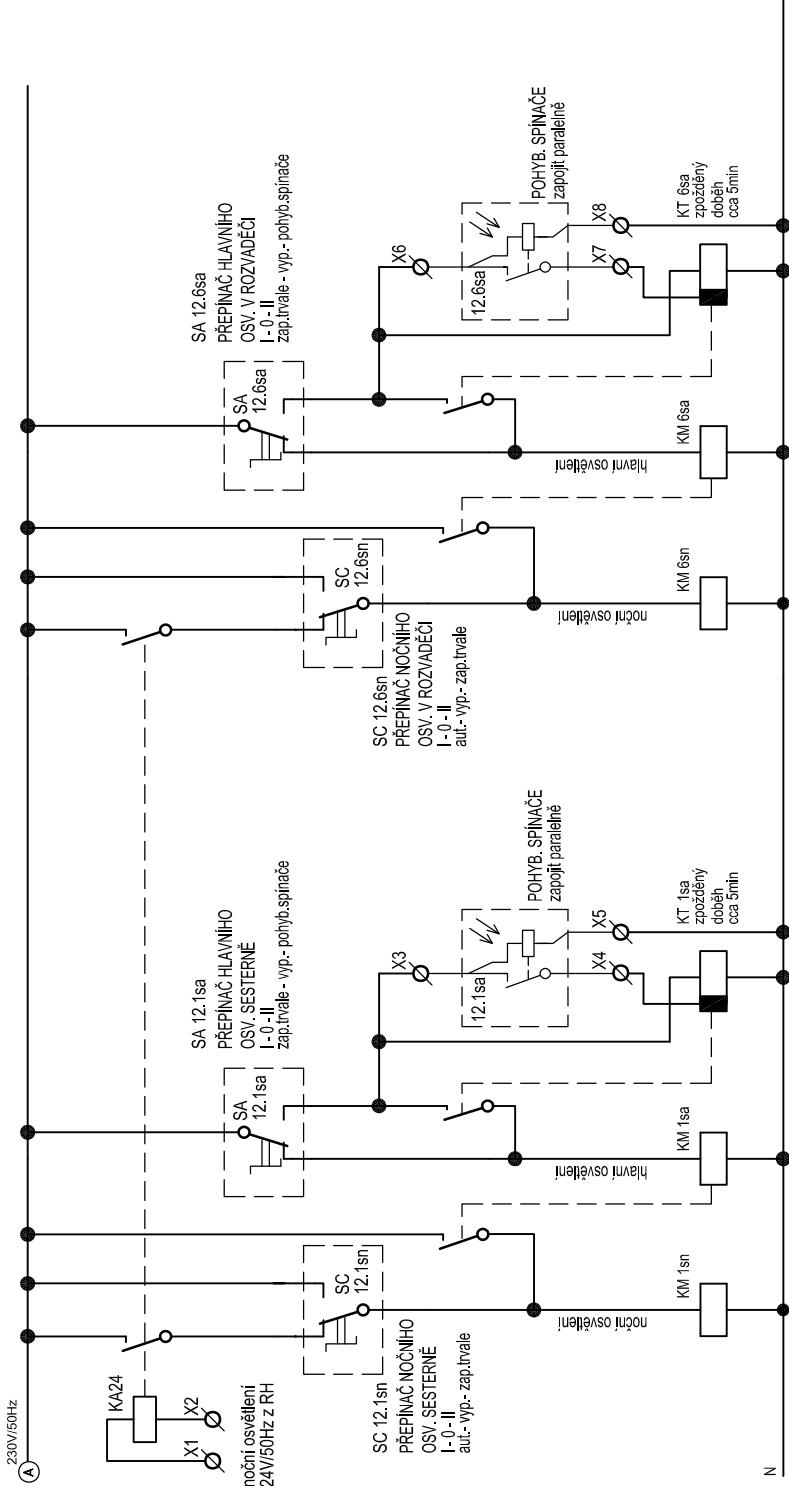 230V/50Hz
A
KA24
X1
X2
noční osvětlení
24V/50Hz z RH
SC
12.1sn
SC 12.1sn
PŘEPÍNAČ NOČNÍHO
OSV. SESTERNĚ
I - 0 - II
aut.- vyp.- zap.trvale
noční osvětlení
KM 1sn
SA 12.1sa
PŘEPÍNAČ HLAVNÍHO
OSV. SESTERNĚ
I - 0 - II
zap.trvale - vyp.- pohyb.spínače
SA
12.1sa
hlavní osvětlení
KM 1sa
X3
12.1sa
POHYB. SPÍNAČE
zapojit paralelně
X4
X5
KT 1sa
zpožděný
doběh
cca 5min
SC
12.6sn
SC 12.6sn
PŘEPÍNAČ NOČNÍHO
OSV. V ROZVADĚČI
I - 0 - II
aut.- vyp.- zap.trvale
noční osvětlení
KM 6sn
SA 12.6sa
PŘEPÍNAČ HLAVNÍHO
OSV. V ROZVADĚČI
I - 0 - II
zap.trvale - vyp.- pohyb.spínače
SA
12.6sa
hlavní osvětlení
KM 6sa
X6
12.6sa
POHYB. SPÍNAČE
zapojit paralelně
X7
X8
KT 6sa
zpožděný
doběh
cca 5min
N